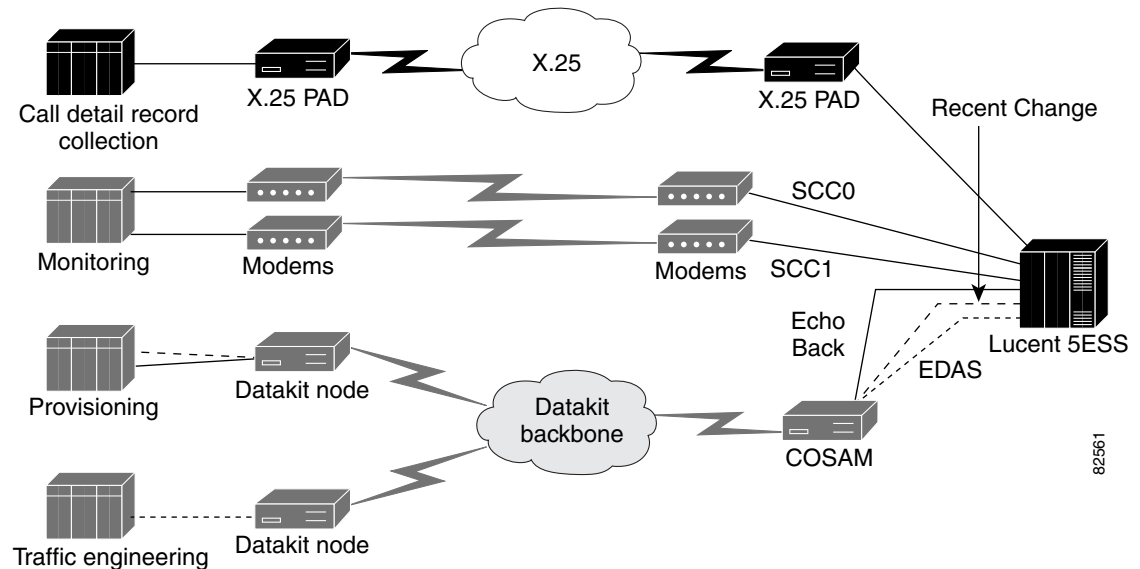 X.25
X.25 PAD
X.25 PAD
Call detail record
collection
Recent Change
SCC0
Monitoring
Modems
Modems
SCC1
Echo
Back
Lucent 5ESS
EDAS
Provisioning
Datakit node
Datakit
backbone
COSAM
82561
Traffic engineering
Datakit node